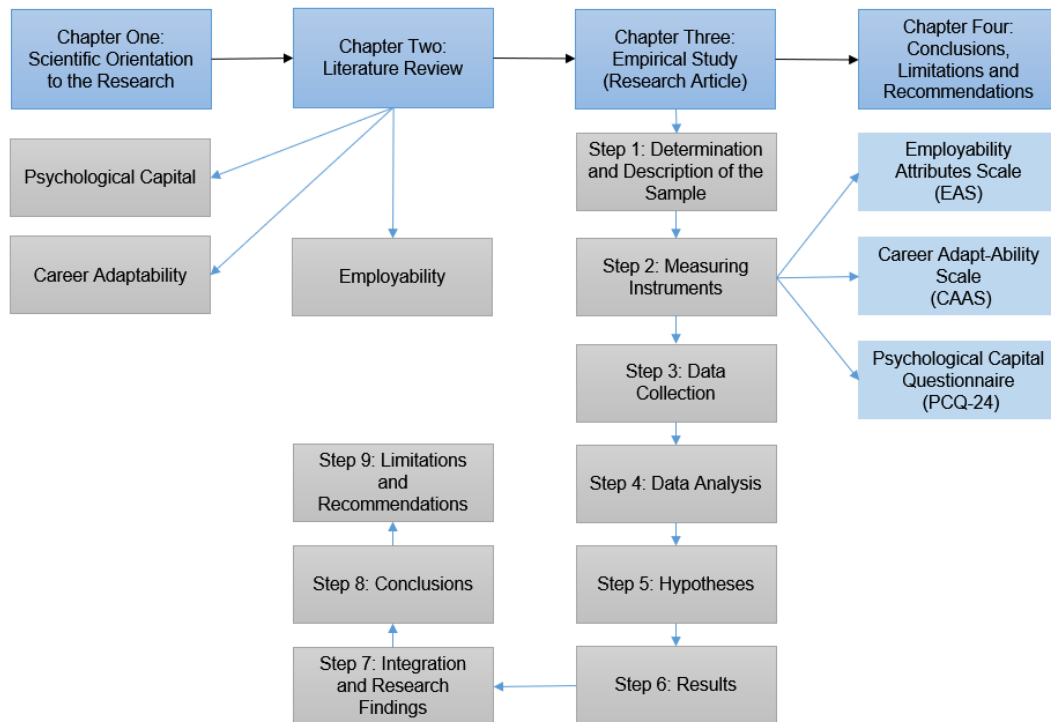 Chapter One:
Scientific Orientation
to the Research
Chapter Two:
Literature Review
Chapter Three:
Empirical Study
(Research Article)
Chapter Four:
Conclusions,
Limitations and
Recommendations
Psychological Capital
Career Adaptability
Employability
Step 1: Determination
and Description of the
Sample
Step 2: Measuring
Instruments
Employability
Attributes Scale
(EAS)
Career Adapt-Ability
Scale
(CAAS)
Psychological Capital
Questionnaire
(PCQ-24)
Step 3: Data
Collection
Step 4: Data Analysis
Step 5: Hypotheses
Step 6: Results
Step 7: Integration
and Research
Findings
Step 8: Conclusions
Step 9: Limitations
and
Recommendations